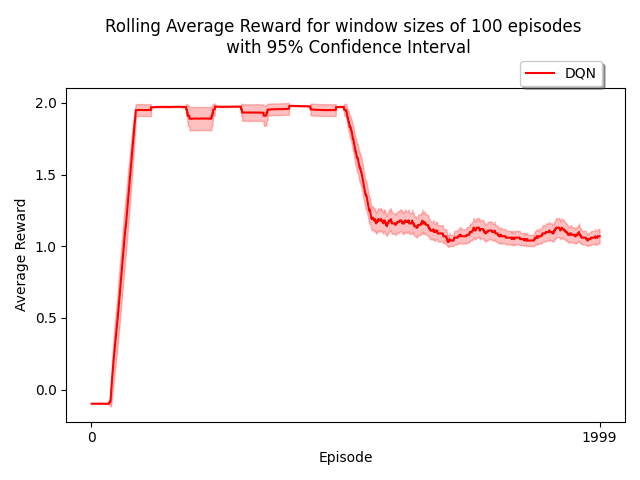 Rolling Average Reward for window sizes of 100 episodes
with 95% Confidence Interval
DQN
2.0
1.5
1.0
0.5
0.0
Average Reward
0
1999
Episode